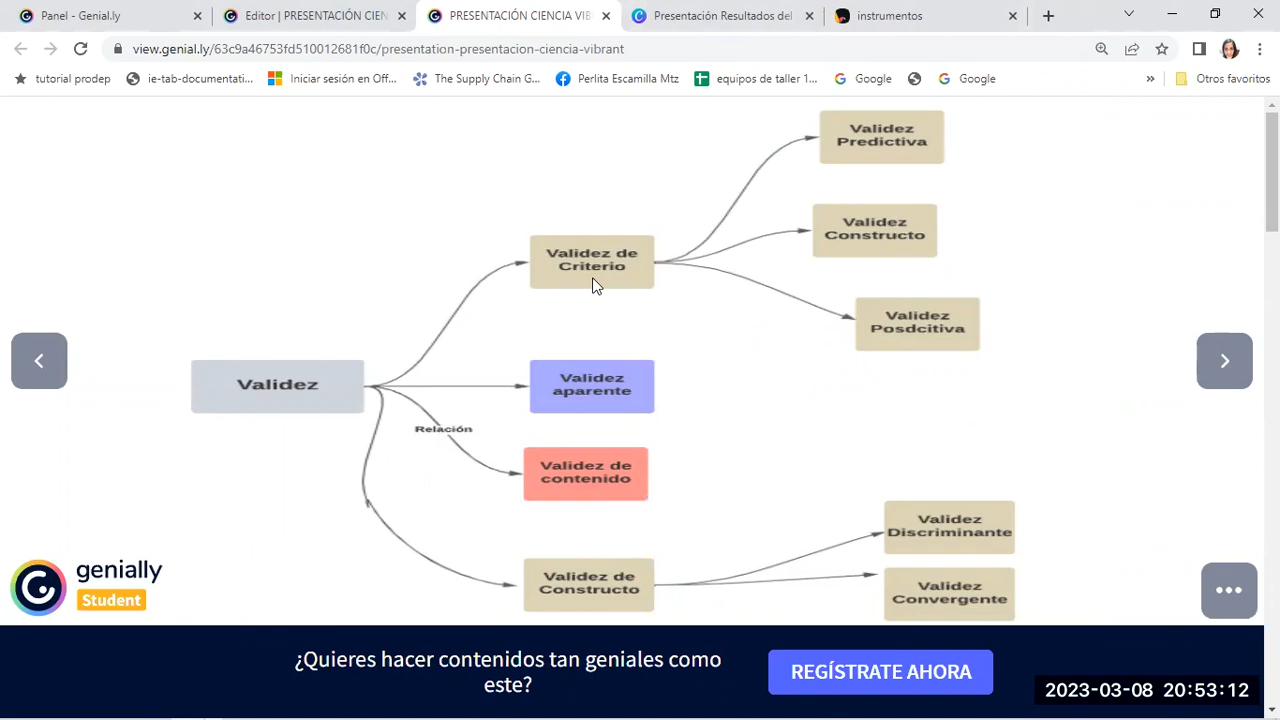 Panel - Genial.ly
Editor | PRESENTACIÓN CIEN
PRESENTACIÓN CIENCIA VIB
Presentación Resultados del
instrumentos
view.genial.ly/63c9a46753fd510012681f0c/presentation-presentacion-ciencia-vibrant
tutorial prodep
ie-tab-documentati...
Iniciar sesión en Off...
The Supply Chain G...
Perlita Escamilla Mtz
equipos de taller 1...
Google
Google
»
Otros favoritos
Validez
Predictiva
Validez
Constructo
Validez de
Criterio
Validez
Posdcitiva
Validez
Validez
aparente
Relación
Validez de
contenido
Validez
Discriminante
Validez de
Constructo
Validez
Convergente
genially
Student
¿Quieres hacer contenidos tan geniales como
este?
REGÍSTRATE AHORA
2023-03-08 20:53:12